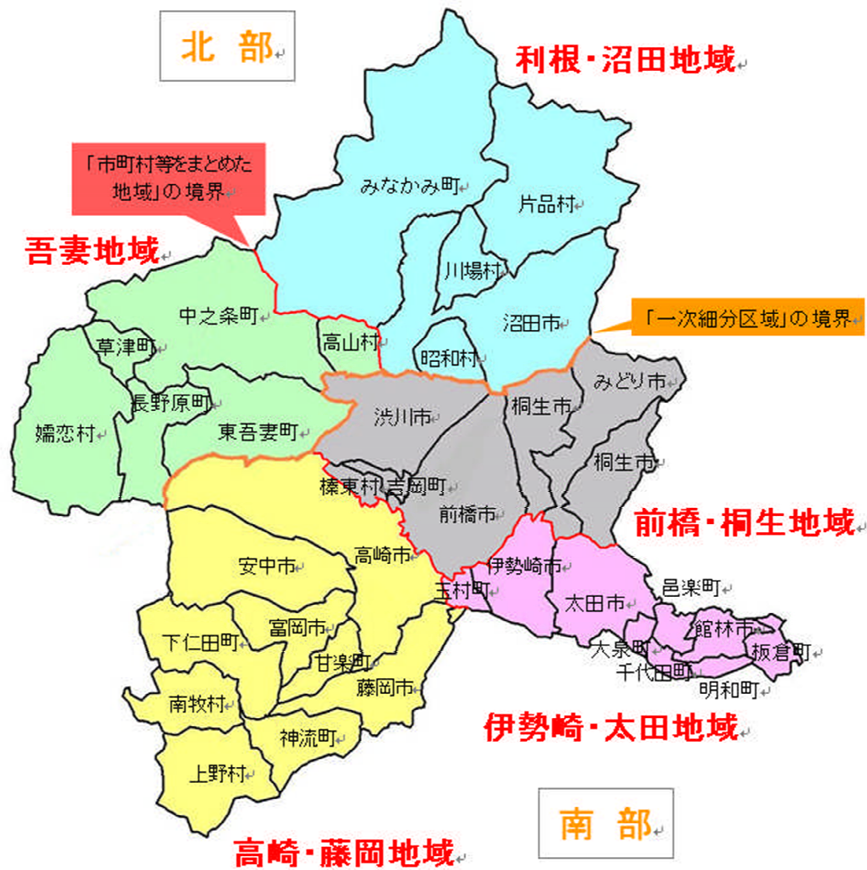 北 部
利根・沼田地域
「市町村等をまとめた
地域」の境界
みなかみ町
片品村
吾妻地域
川場村
中之条町
沼田市
「一次細分区域」の境界
草津町
高山村
昭和村
みどり市
長野原町
渋川市
桐生市
嬬恋村
東吾妻町
桐生市
榛東村
吉岡町
前橋市
前橋・桐生地域
高崎市
安中市
伊勢崎市
玉村町
太田市
邑楽町
富岡市
館林市
下仁田町
大泉町
板倉町
甘楽町
千代田町
藤岡市
明和町
南牧村
伊勢崎・太田地域
神流町
上野村
南 部
高崎・藤岡地域